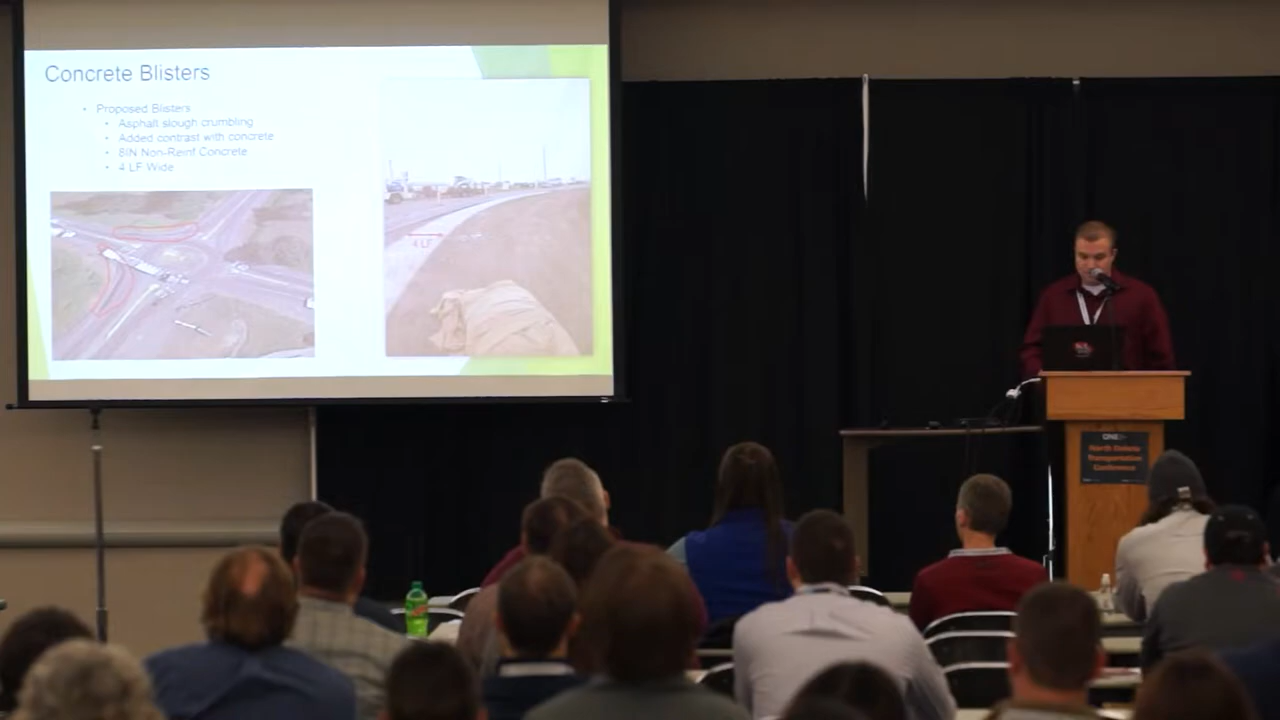 Concrete Blisters
• Proposed Blisters
• Asphalt slough crumbling
• Added contrast with concrete
• 8IN Non-Reinf Concrete
• 4 LF Wide
4 LF
North Dakota
Transportation
Conference